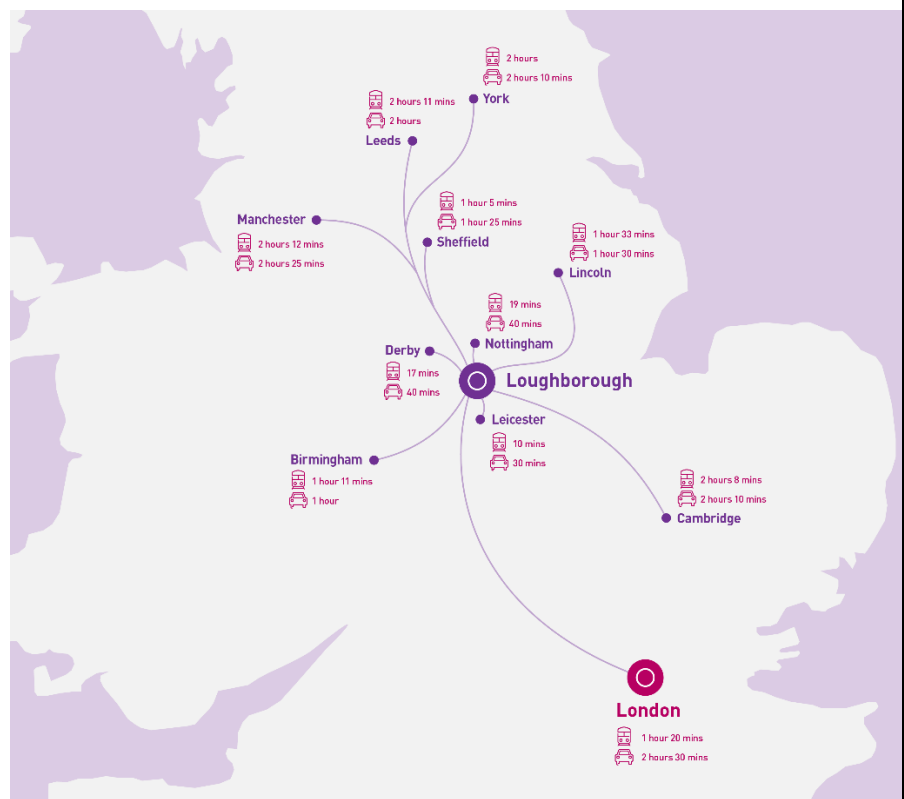 2 hours
2 hours 10 mins
York
2 hours 11 mins
2 hours
Leeds
Manchester
2 hours 12 mins
2 hours 25 mins
1 hour 5 mins
1 hour 25 mins
Sheffield
1 hour 33 mins
1 hour 30 mins
Lincoln
19 mins
40 mins
Nottingham
Derby
17 mins
40 mins
Loughborough
Leicester
10 mins
30 mins
Birmingham
1 hour 11 mins
1 hour
2 hours 8 mins
2 hours 10 mins
Cambridge
London
1 hour 20 mins
2 hours 30 mins